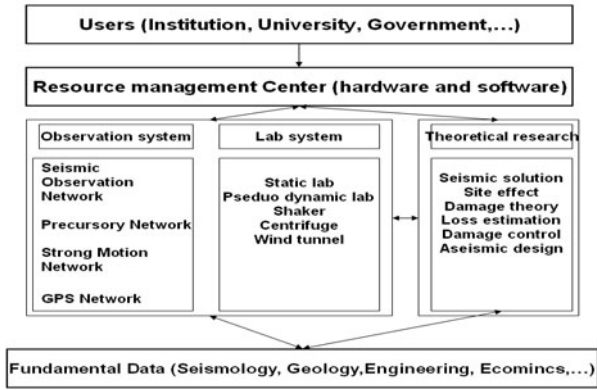 Users (Institution, University, Government,...)
Resource management Center (hardware and software)
Observation system
Lab system
Theoretical research
Seismic
Observation
Network
Precursory Network
Strong Motion
Network
GPS Network
Static lab
Pseduo dynamic lab
Shaker
Centrifuge
Wind tunnel
Seismic solution
Site effect
Damage theory
Loss estimation
Damage control
Aseismic design
Fundamental Data (Seismology, Geology,Engineering, Ecomincs,...)